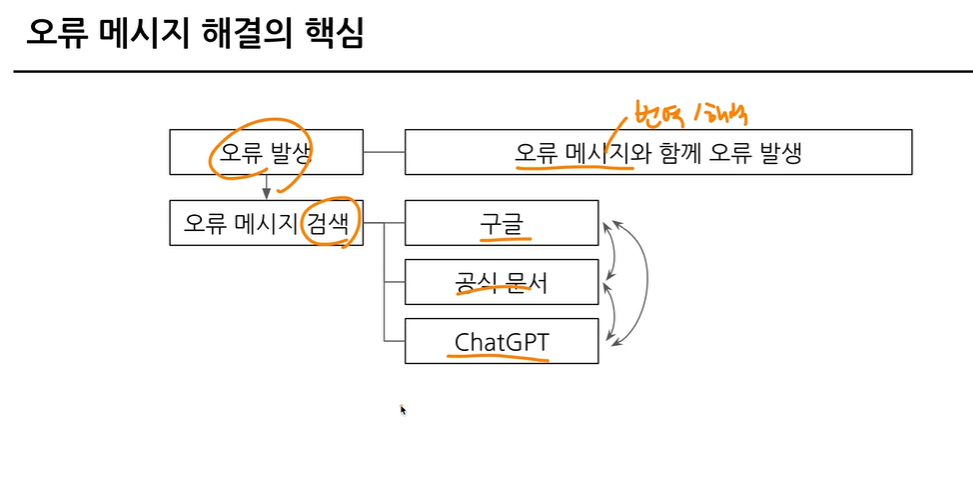 오류 메시지 해결의 핵심
번역 / 해석
오류 발생
오류 메시지와 함께 오류 발생
오류 메시지 검색
구글
공식 문서
ChatGPT